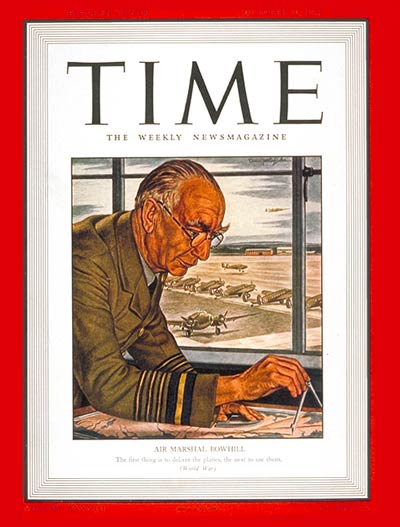 TIME
THE WEEKLY NEWSMAGAZINE
AIR MARSHAL BOWHILL
The first thing is to deliver the planes, the next to use them.
(World War)